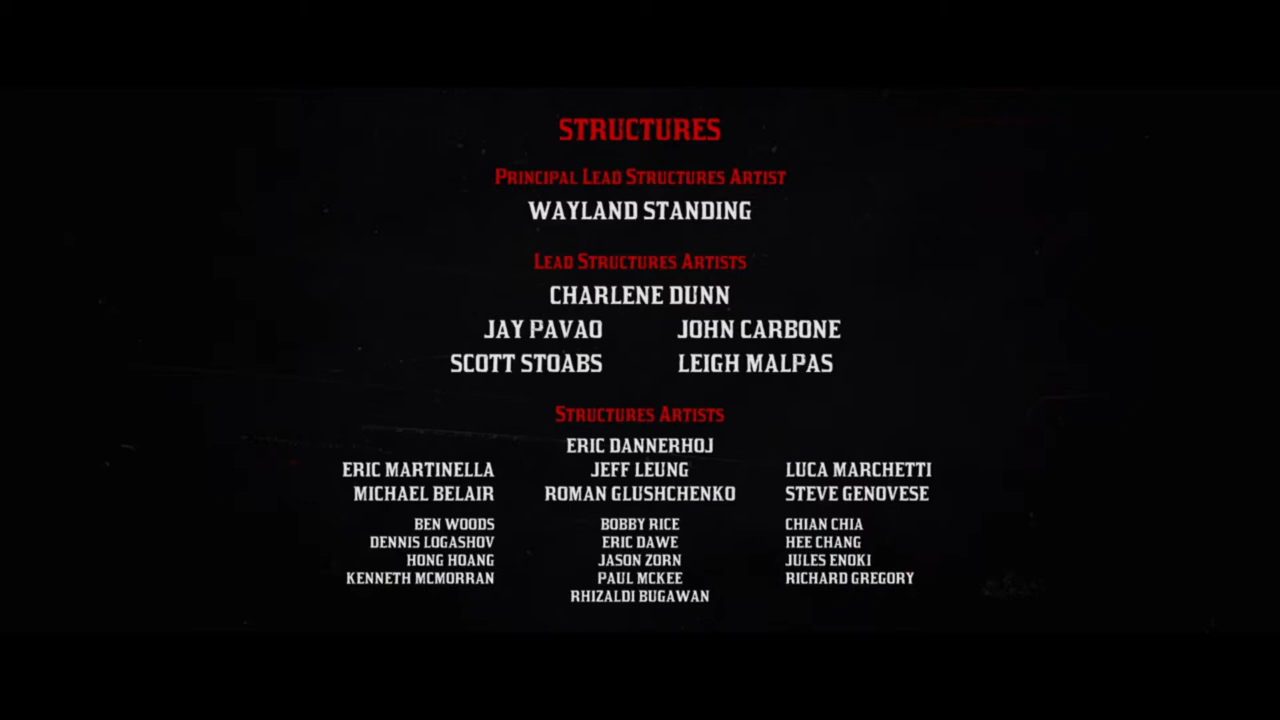 STRUCTURES
PRINCIPAL LEAD STRUCTURES ARTIST
WAYLAND STANDING
LEAD STRUCTURES ARTISTS
CHARLENE DUNN
JAY PAVAO JOHN CARBONE
SCOTT STOABS LEIGH MALPAS
STRUCTURES ARTISTS
ERIC DANNERHOJ
ERIC MARTINELLA JEFF LEUNG LUCA MARCHETTI
MICHAEL BELAIR ROMAN GLUSHCHENKO STEVE GENOVESE
BEN WOODS BOBBY RICE CHIAN CHIA
DENNIS LOGASHOV ERIC DAWE HEE CHANG
HONG HOANG JASON ZORN JULES ENOKI
KENNETH MCMORRAN PAUL MCKEE RICHARD GREGORY
RHIZALDI BUGAWAN